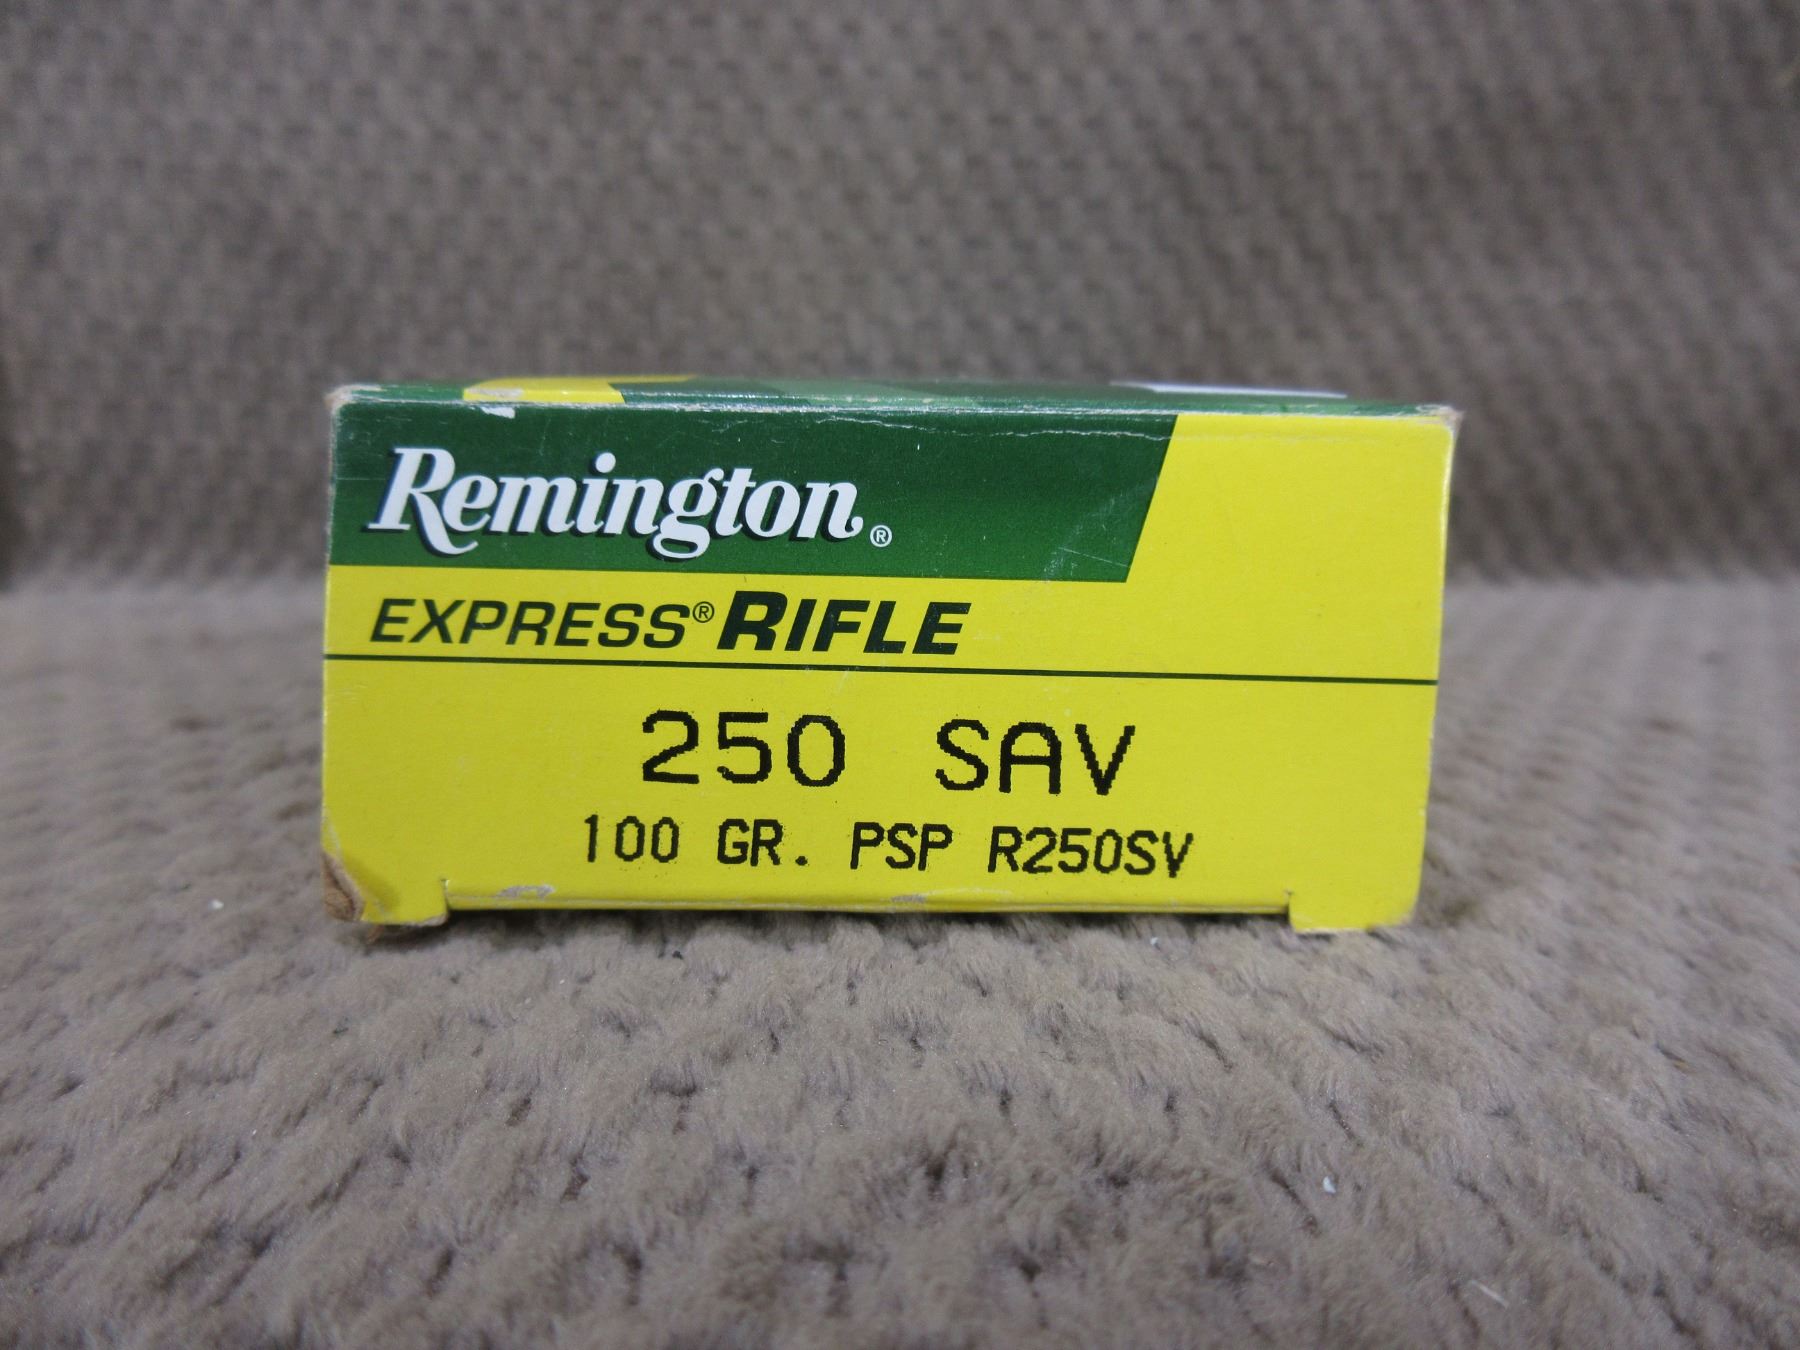 Remington®
EXPRESS® RIFLE
250 SAV
100 GR. PSP R250SV